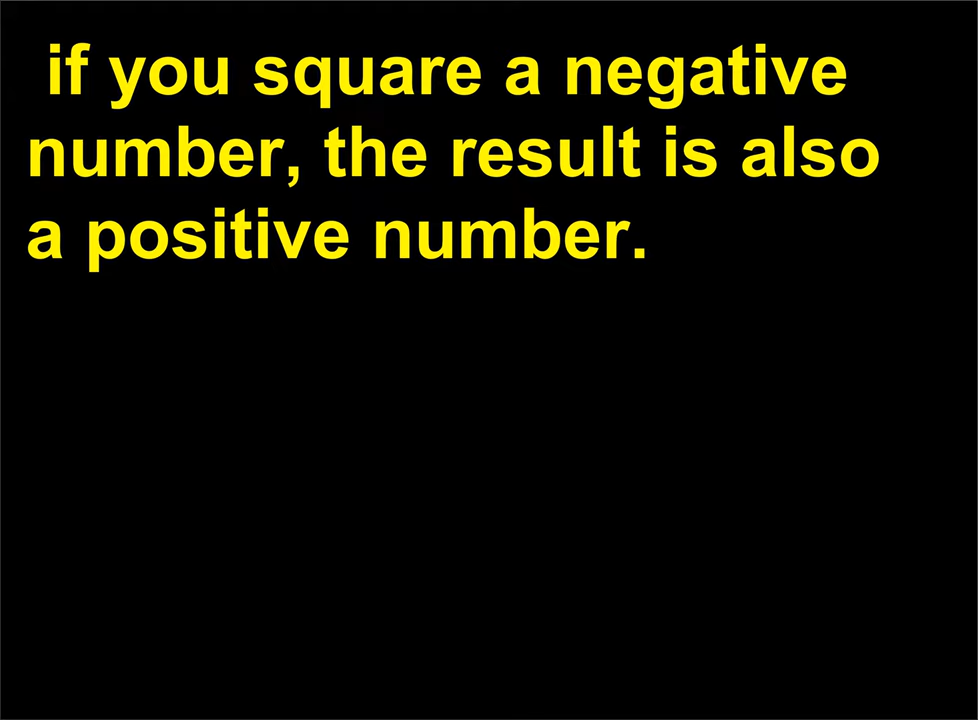 if you square a negative
number, the result is also
a positive number.